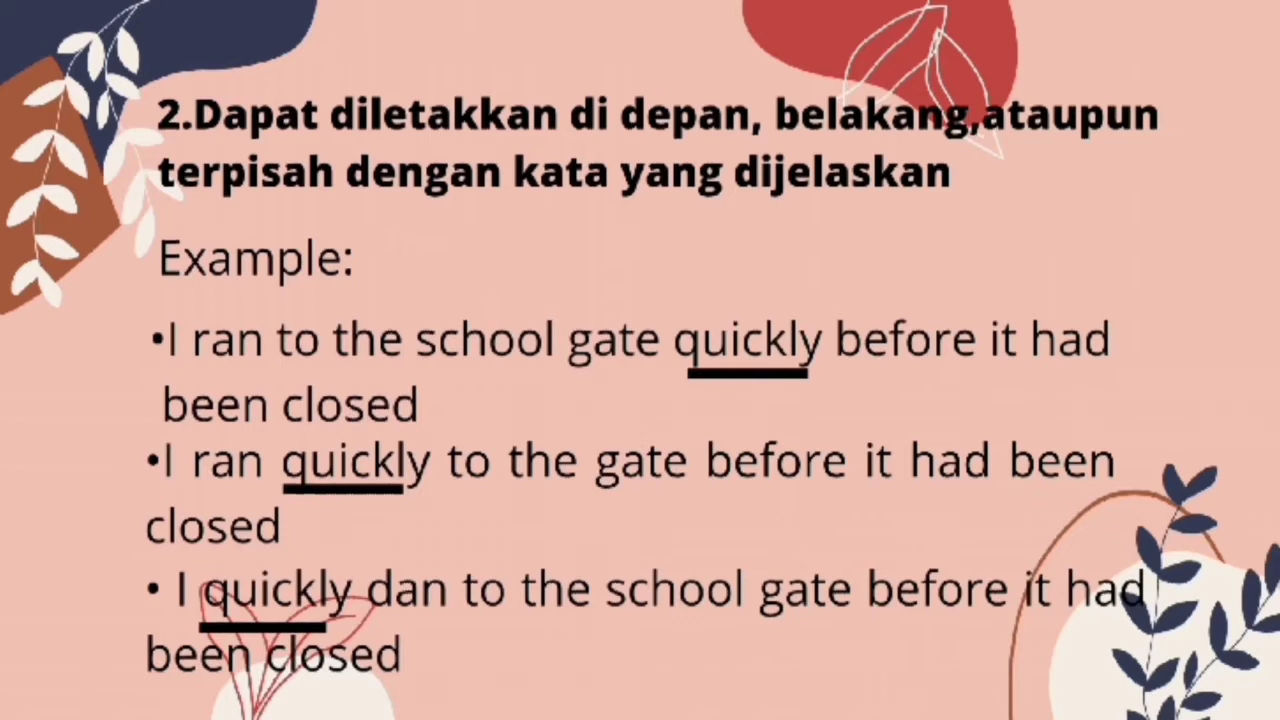 2.Dapat diletakkan di depan, belakang,ataupun
terpisah dengan kata yang dijelaskan
Example:
•I ran to the school gate quickly before it had
been closed
•I ran quickly to the gate before it had been
closed
• I quickly dan to the school gate before it had
been closed